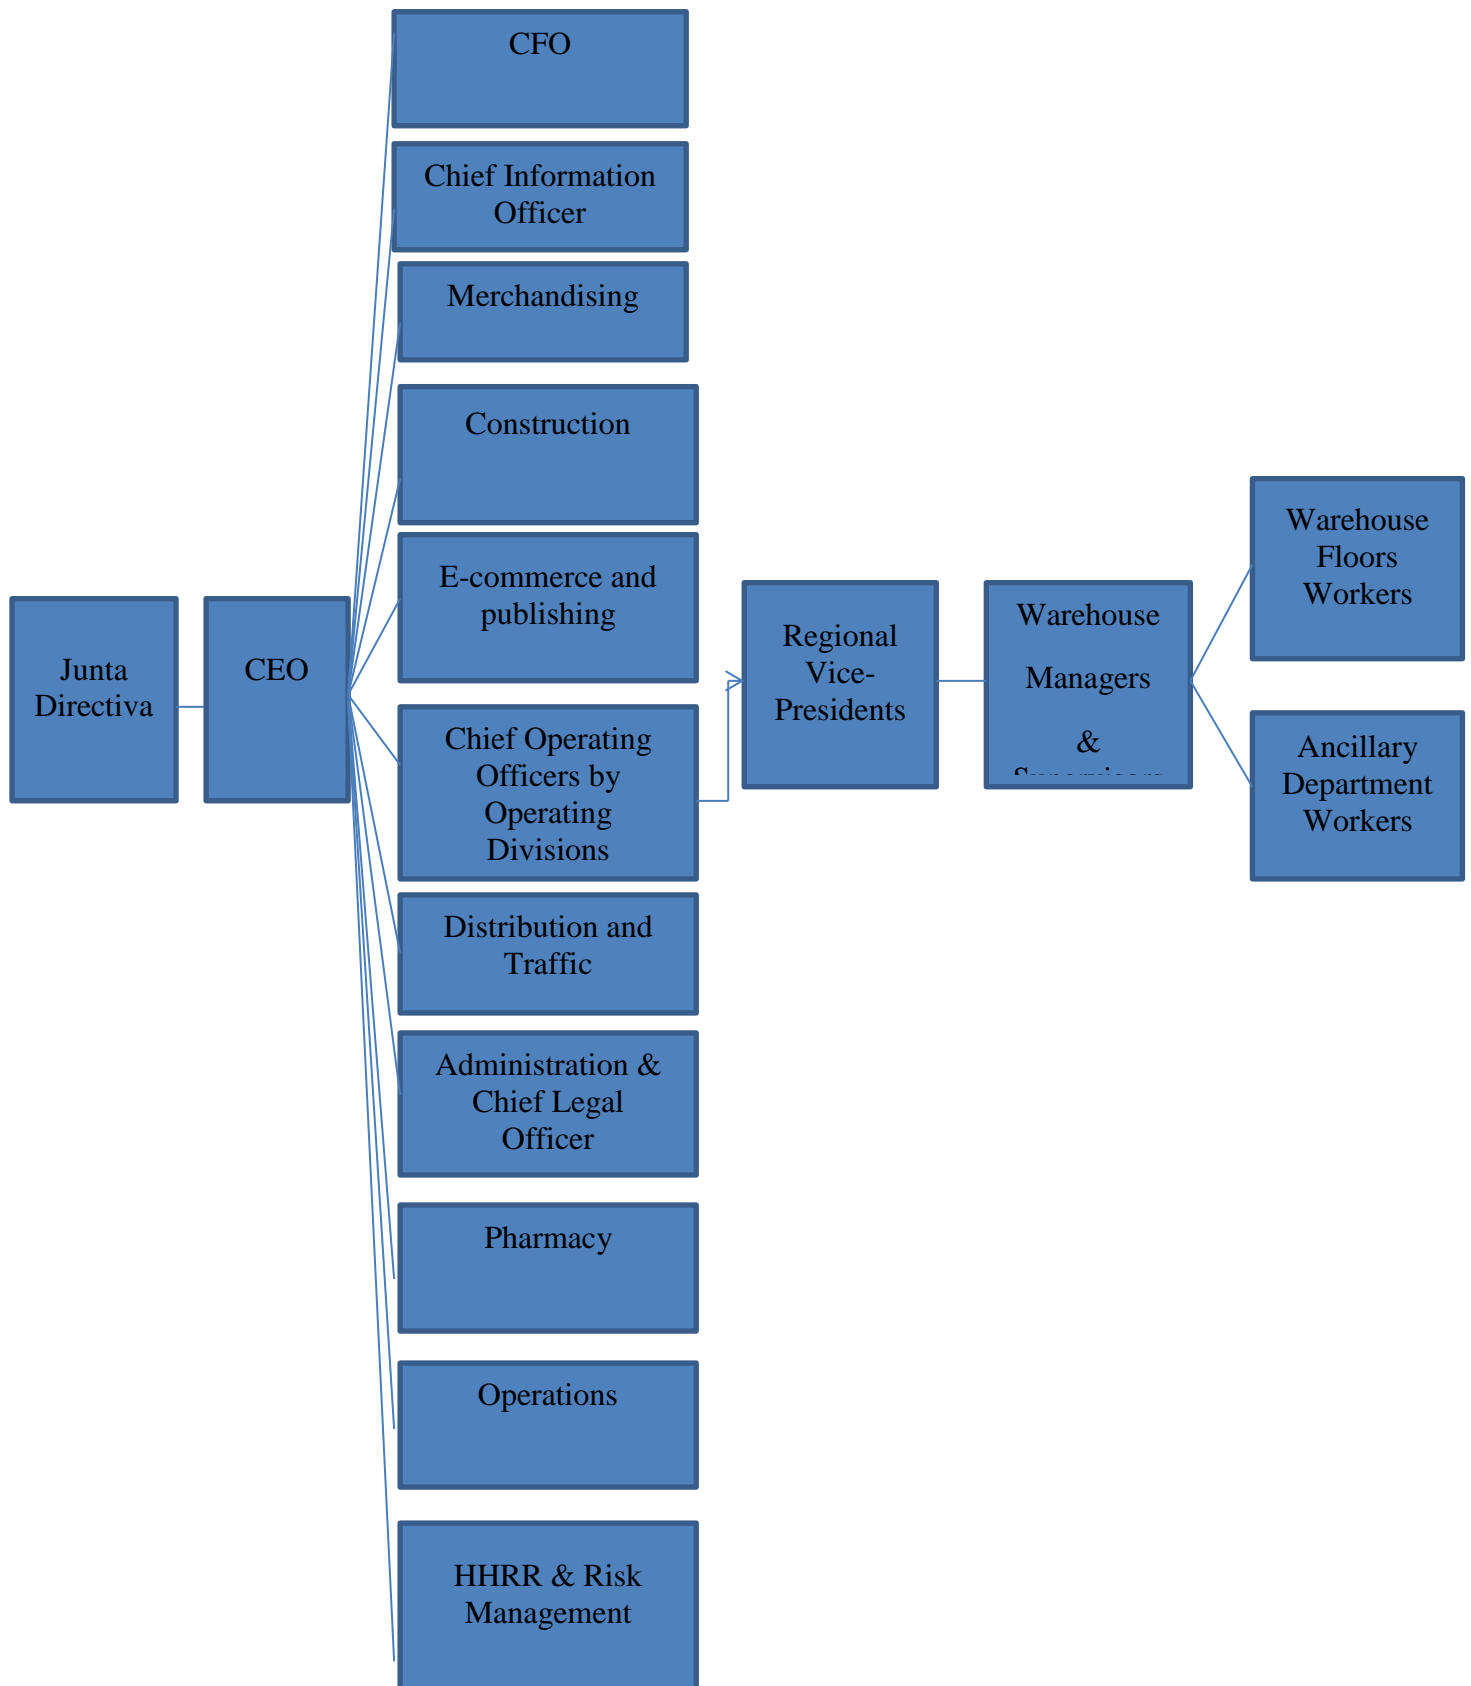 CFO
Chief Information
Officer
Merchandising
Construction
E-commerce and
publishing
Junta
Directiva
CEO
Chief Operating
Officers by
Operating
Divisions
Regional
Vice-
Presidents
Warehouse
Managers
&
Warehouse
Floors
Workers
Ancillary
Department
Workers
Distribution and
Traffic
Administration &
Chief Legal
Officer
Pharmacy
Operations
HHRR & Risk
Management